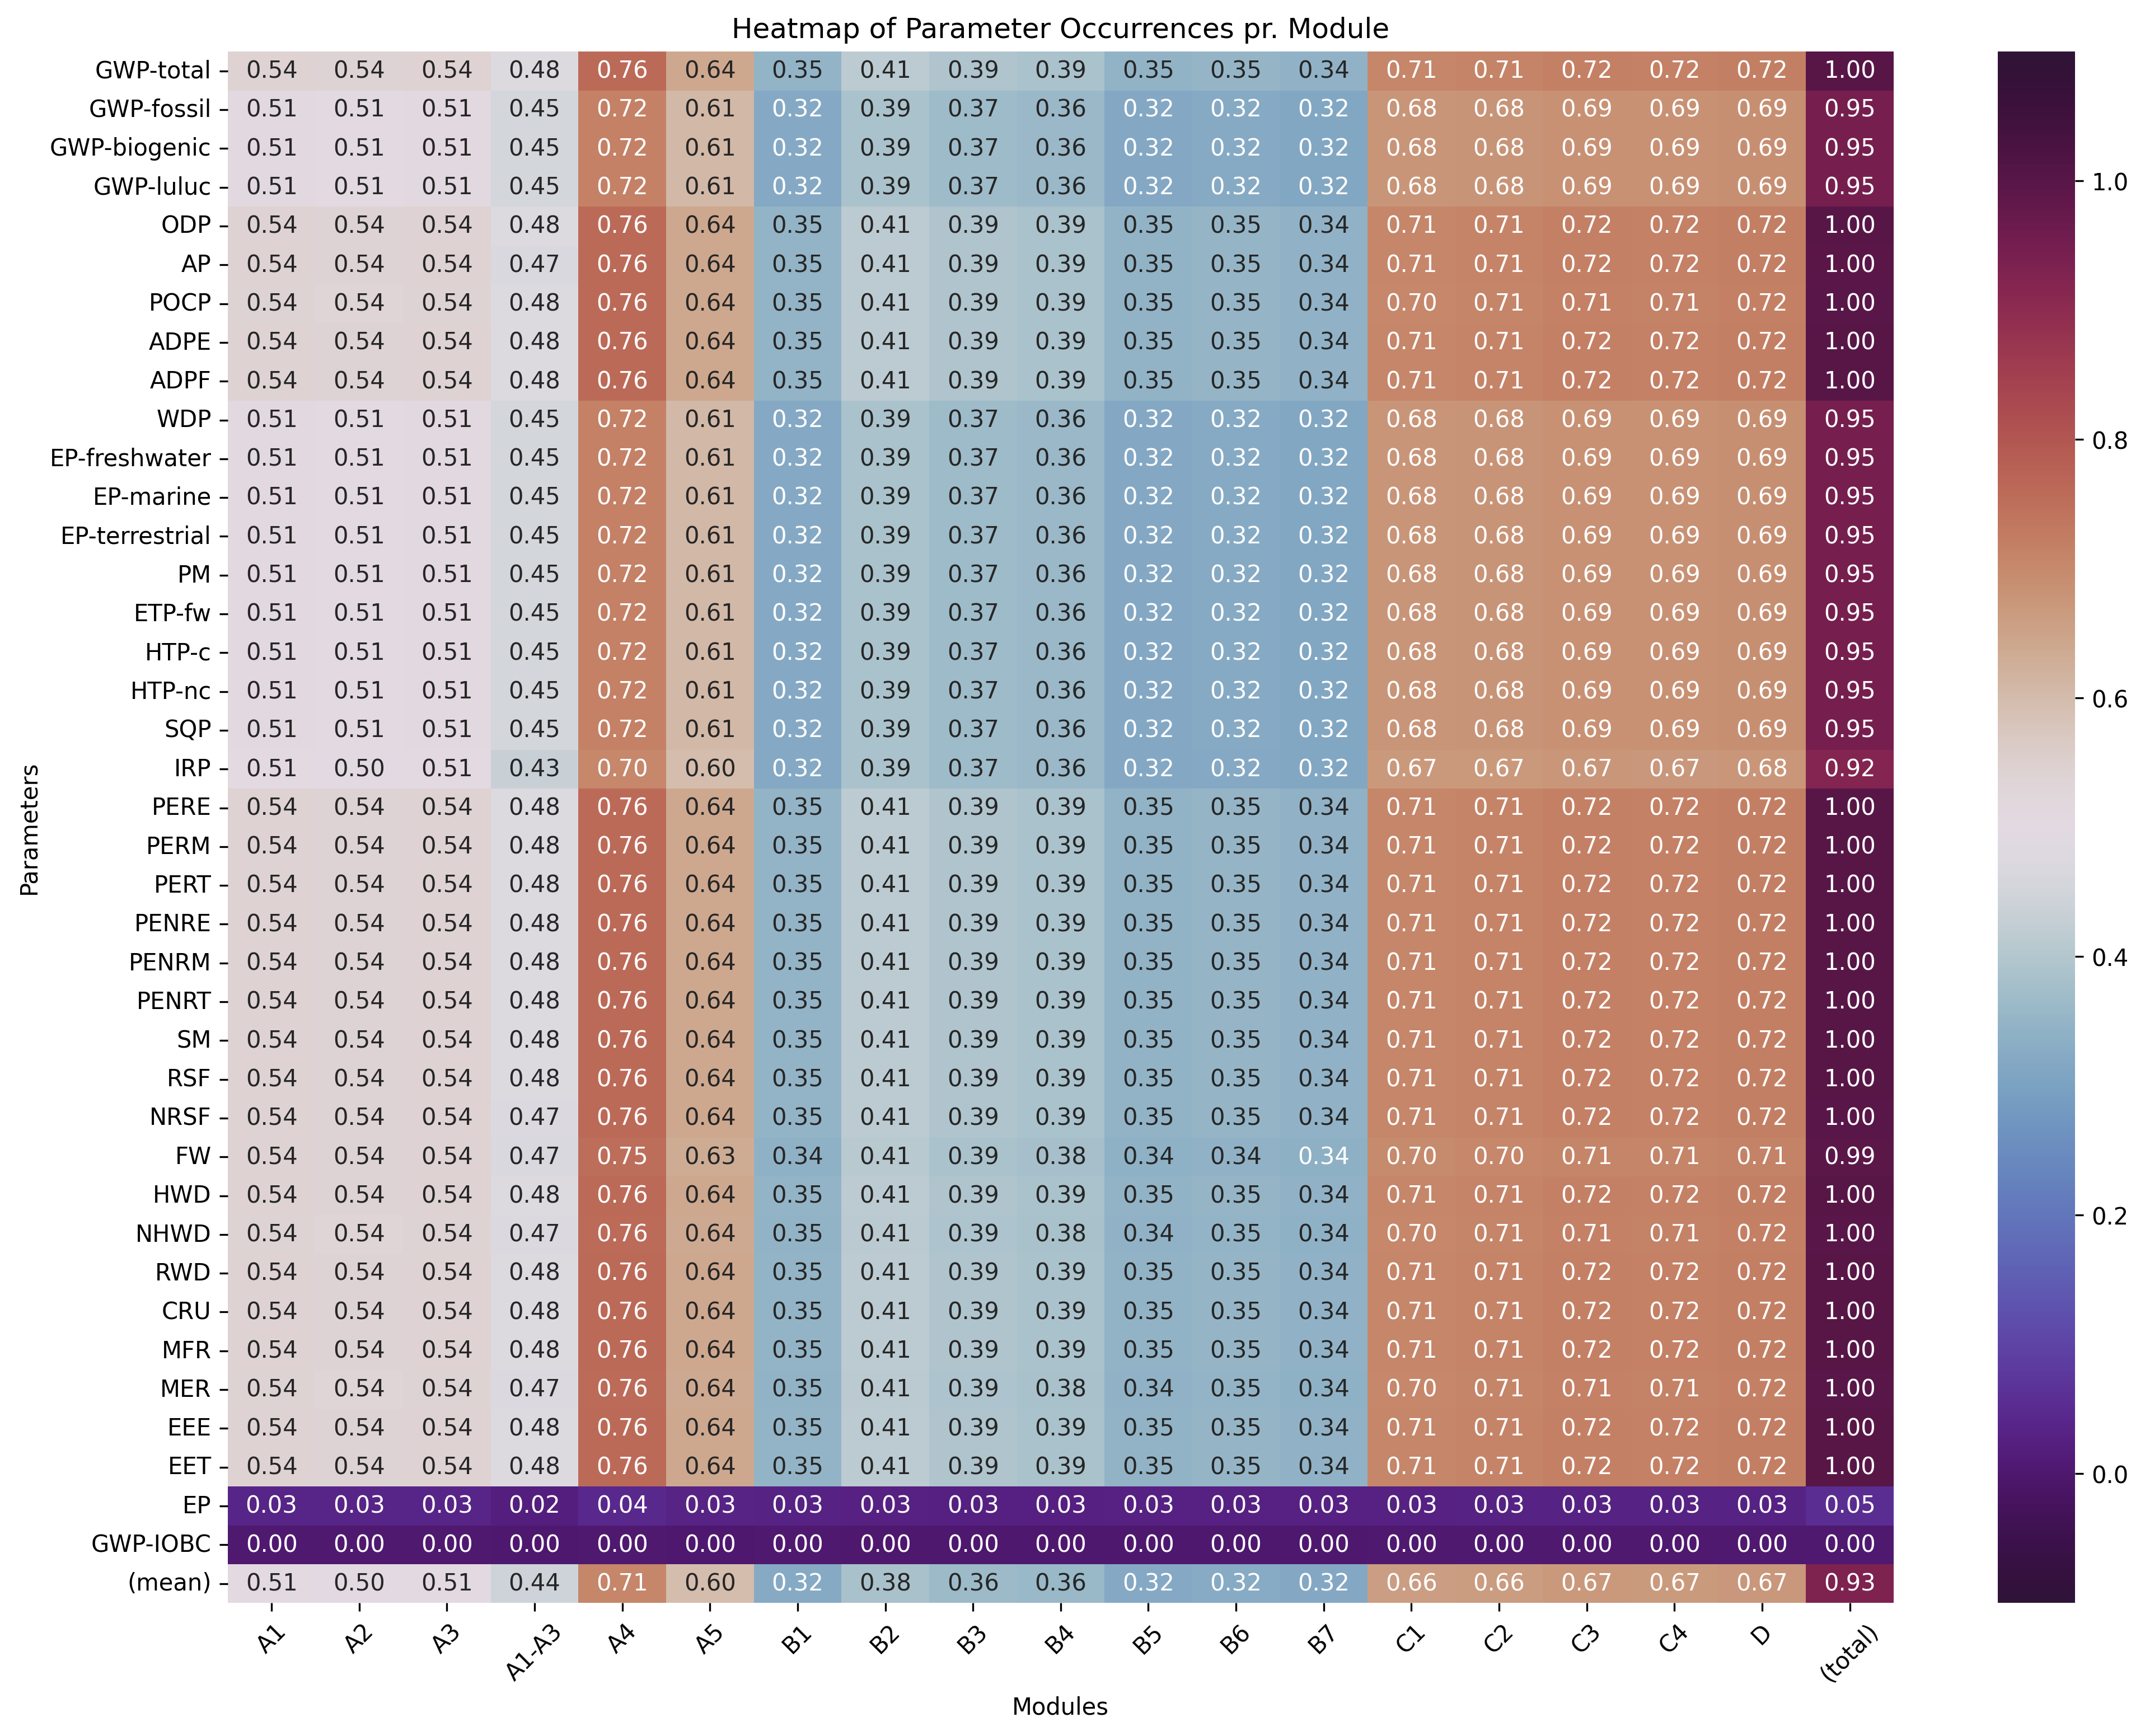 Heatmap of Parameter Occurrences pr. Module
GWP-total 0.54 0.54 0.54 0.48 0.76 0.64 0.35 0.41 0.39 0.39 0.35 0.35 0.34 0.71 0.71 0.72 0.72 0.72 1.00
GWP-fossil 0.51 0.51 0.51 0.45 0.72 0.61 0.32 0.39 0.37 0.36 0.32 0.32 0.32 0.68 0.68 0.69 0.69 0.69 0.95
GWP-biogenic 0.51 0.51 0.51 0.45 0.72 0.61 0.32 0.39 0.37 0.36 0.32 0.32 0.32 0.68 0.68 0.69 0.69 0.69 0.95
GWP-luluc 0.51 0.51 0.51 0.45 0.72 0.61 0.32 0.39 0.37 0.36 0.32 0.32 0.32 0.68 0.68 0.69 0.69 0.69 0.95
1.0
ODP 0.54 0.54 0.54 0.48 0.76 0.64 0.35 0.41 0.39 0.39 0.35 0.35 0.34 0.71 0.71 0.72 0.72 0.72 1.00
AP 0.54 0.54 0.54 0.47 0.76 0.64 0.35 0.41 0.39 0.39 0.35 0.35 0.34 0.71 0.71 0.72 0.72 0.72 1.00
POCP 0.54 0.54 0.54 0.48 0.76 0.64 0.35 0.41 0.39 0.39 0.35 0.35 0.34 0.70 0.71 0.71 0.71 0.72 1.00
ADPE 0.54 0.54 0.54 0.48 0.76 0.64 0.35 0.41 0.39 0.39 0.35 0.35 0.34 0.71 0.71 0.72 0.72 0.72 1.00
ADPF 0.54 0.54 0.54 0.48 0.76 0.64 0.35 0.41 0.39 0.39 0.35 0.35 0.34 0.71 0.71 0.72 0.72 0.72 1.00
WDP 0.51 0.51 0.51 0.45 0.72 0.61 0.32 0.39 0.37 0.36 0.32 0.32 0.32 0.68 0.68 0.69 0.69 0.69 0.95
0.8
EP-freshwater 0.51 0.51 0.51 0.45 0.72 0.61 0.32 0.39 0.37 0.36 0.32 0.32 0.32 0.68 0.68 0.69 0.69 0.69 0.95
EP-marine 0.51 0.51 0.51 0.45 0.72 0.61 0.32 0.39 0.37 0.36 0.32 0.32 0.32 0.68 0.68 0.69 0.69 0.69 0.95
EP-terrestrial 0.51 0.51 0.51 0.45 0.72 0.61 0.32 0.39 0.37 0.36 0.32 0.32 0.32 0.68 0.68 0.69 0.69 0.69 0.95
PM 0.51 0.51 0.51 0.45 0.72 0.61 0.32 0.39 0.37 0.36 0.32 0.32 0.32 0.68 0.68 0.69 0.69 0.69 0.95
ETP-fw 0.51 0.51 0.51 0.45 0.72 0.61 0.32 0.39 0.37 0.36 0.32 0.32 0.32 0.68 0.68 0.69 0.69 0.69 0.95
HTP-c 0.51 0.51 0.51 0.45 0.72 0.61 0.32 0.39 0.37 0.36 0.32 0.32 0.32 0.68 0.68 0.69 0.69 0.69 0.95
HTP-nc 0.51 0.51 0.51 0.45 0.72 0.61 0.32 0.39 0.37 0.36 0.32 0.32 0.32 0.68 0.68 0.69 0.69 0.69 0.95
0.6
SQP 0.51 0.51 0.51 0.45 0.72 0.61 0.32 0.39 0.37 0.36 0.32 0.32 0.32 0.68 0.68 0.69 0.69 0.69 0.95
IRP 0.51 0.50 0.51 0.43 0.70 0.60 0.32 0.39 0.37 0.36 0.32 0.32 0.32 0.67 0.67 0.67 0.67 0.68 0.92
PERE 0.54 0.54 0.54 0.48 0.76 0.64 0.35 0.41 0.39 0.39 0.35 0.35 0.34 0.71 0.71 0.72 0.72 0.72 1.00
Parameters
PERM 0.54 0.54 0.54 0.48 0.76 0.64 0.35 0.41 0.39 0.39 0.35 0.35 0.34 0.71 0.71 0.72 0.72 0.72 1.00
PERT 0.54 0.54 0.54 0.48 0.76 0.64 0.35 0.41 0.39 0.39 0.35 0.35 0.34 0.71 0.71 0.72 0.72 0.72 1.00
PENRE 0.54 0.54 0.54 0.48 0.76 0.64 0.35 0.41 0.39 0.39 0.35 0.35 0.34 0.71 0.71 0.72 0.72 0.72 1.00
PENRM 0.54 0.54 0.54 0.48 0.76 0.64 0.35 0.41 0.39 0.39 0.35 0.35 0.34 0.71 0.71 0.72 0.72 0.72 1.00
0.4
PENRT 0.54 0.54 0.54 0.48 0.76 0.64 0.35 0.41 0.39 0.39 0.35 0.35 0.34 0.71 0.71 0.72 0.72 0.72 1.00
SM 0.54 0.54 0.54 0.48 0.76 0.64 0.35 0.41 0.39 0.39 0.35 0.35 0.34 0.71 0.71 0.72 0.72 0.72 1.00
RSF 0.54 0.54 0.54 0.48 0.76 0.64 0.35 0.41 0.39 0.39 0.35 0.35 0.34 0.71 0.71 0.72 0.72 0.72 1.00
NRSF 0.54 0.54 0.54 0.47 0.76 0.64 0.35 0.41 0.39 0.39 0.35 0.35 0.34 0.71 0.71 0.72 0.72 0.72 1.00
FW 0.54 0.54 0.54 0.47 0.75 0.63 0.34 0.41 0.39 0.38 0.34 0.34 0.34 0.70 0.70 0.71 0.71 0.71 0.99
HWD 0.54 0.54 0.54 0.48 0.76 0.64 0.35 0.41 0.39 0.39 0.35 0.35 0.34 0.71 0.71 0.72 0.72 0.72 1.00
0.2
NHWD 0.54 0.54 0.54 0.47 0.76 0.64 0.35 0.41 0.39 0.38 0.34 0.35 0.34 0.70 0.71 0.71 0.71 0.72 1.00
RWD 0.54 0.54 0.54 0.48 0.76 0.64 0.35 0.41 0.39 0.39 0.35 0.35 0.34 0.71 0.71 0.72 0.72 0.72 1.00
CRU 0.54 0.54 0.54 0.48 0.76 0.64 0.35 0.41 0.39 0.39 0.35 0.35 0.34 0.71 0.71 0.72 0.72 0.72 1.00
MFR 0.54 0.54 0.54 0.48 0.76 0.64 0.35 0.41 0.39 0.39 0.35 0.35 0.34 0.71 0.71 0.72 0.72 0.72 1.00
MER 0.54 0.54 0.54 0.47 0.76 0.64 0.35 0.41 0.39 0.38 0.34 0.35 0.34 0.70 0.71 0.71 0.71 0.72 1.00
EEE 0.54 0.54 0.54 0.48 0.76 0.64 0.35 0.41 0.39 0.39 0.35 0.35 0.34 0.71 0.71 0.72 0.72 0.72 1.00
EET 0.54 0.54 0.54 0.48 0.76 0.64 0.35 0.41 0.39 0.39 0.35 0.35 0.34 0.71 0.71 0.72 0.72 0.72 1.00
0.0
EP 0.03 0.03 0.03 0.02 0.04 0.03 0.03 0.03 0.03 0.03 0.03 0.03 0.03 0.03 0.03 0.03 0.03 0.03 0.05
GWP-IOBC 0.00 0.00 0.00 0.00 0.00 0.00 0.00 0.00 0.00 0.00 0.00 0.00 0.00 0.00 0.00 0.00 0.00 0.00 0.00
(mean) 0.51 0.50 0.51 0.44 0.71 0.60 0.32 0.38 0.36 0.36 0.32 0.32 0.32 0.66 0.66 0.67 0.67 0.67 0.93
A1 A2 A3 A1-A3 A4 A5 B1 B2 B3 B4 B5 B6 B7 C1 C2 C3 C4 D (total)
Modules